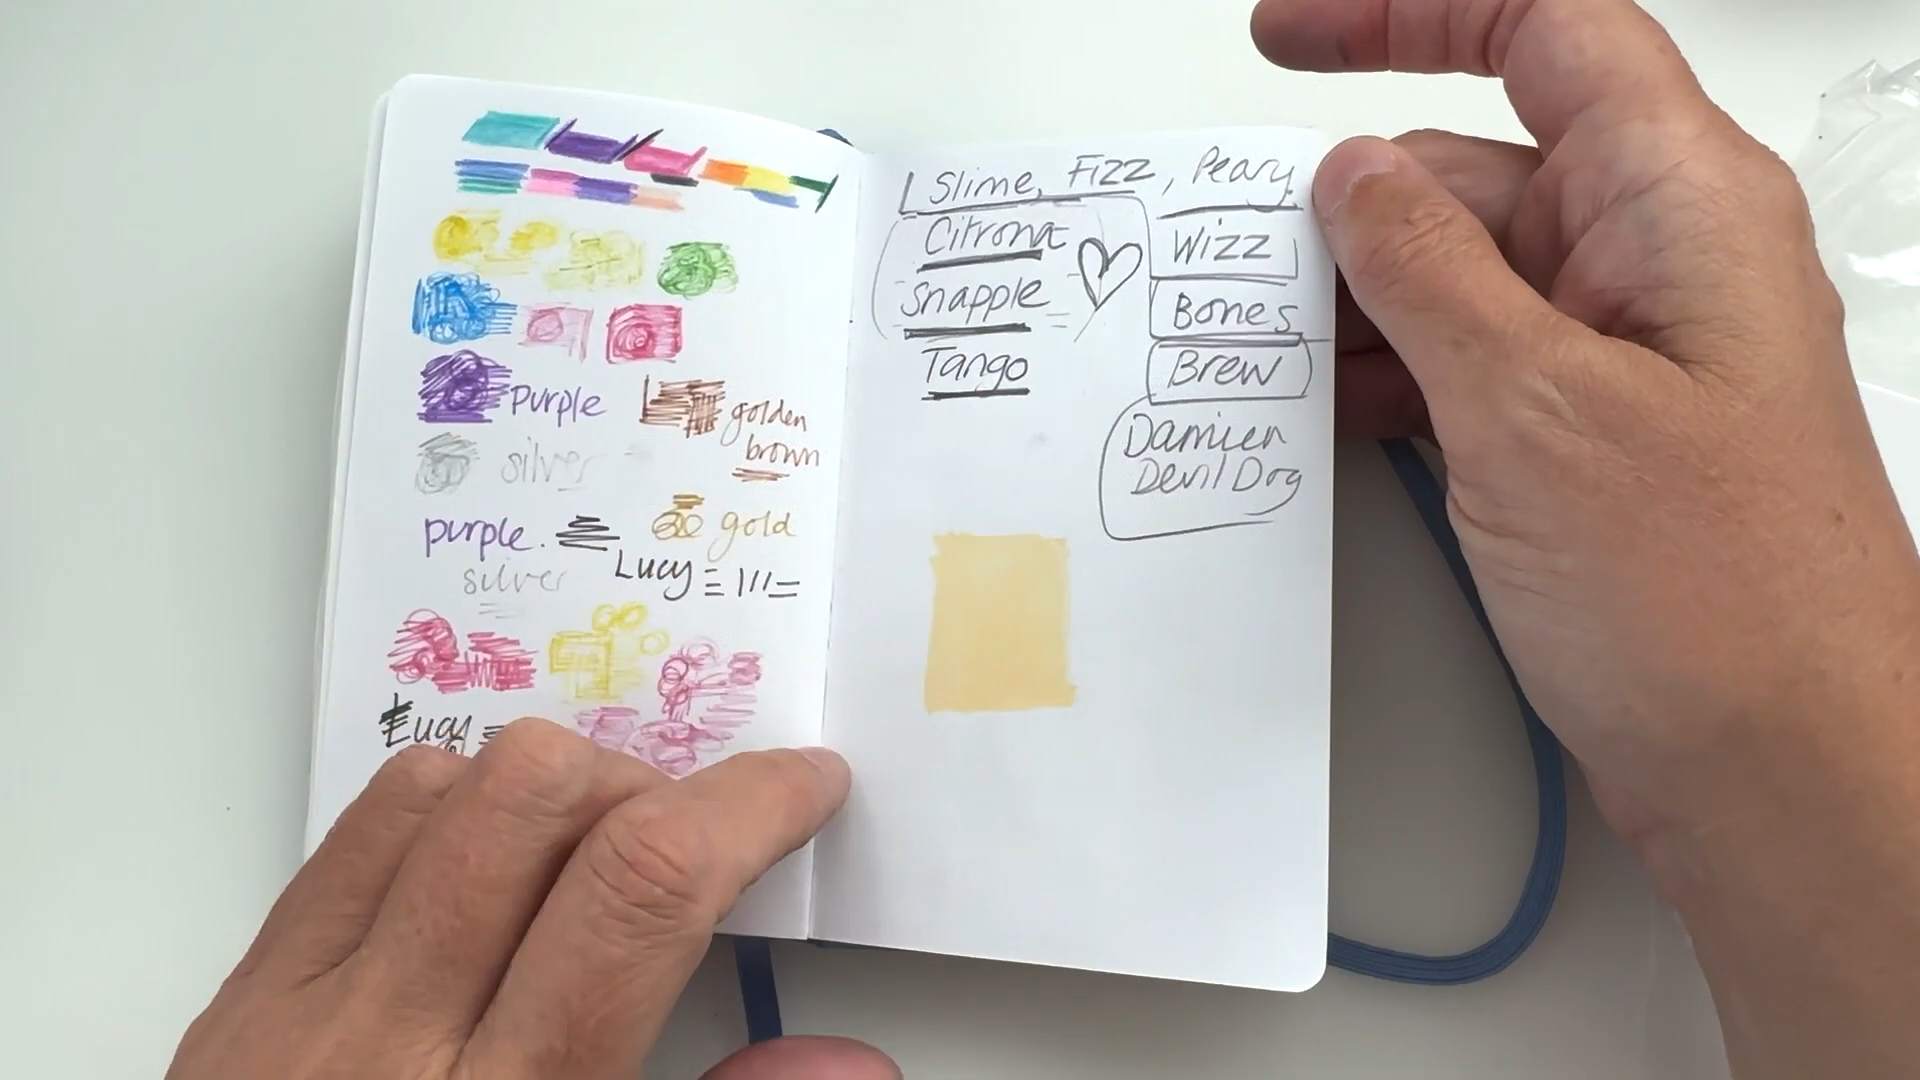 purple
golden
brown
silver
purple.
gold
silver
Lucy
Lucy
Slime, Fizz, Peary.
Citrona
Wizz
Snapple
Bones
Tango
Brew
Damien
Devil Dog